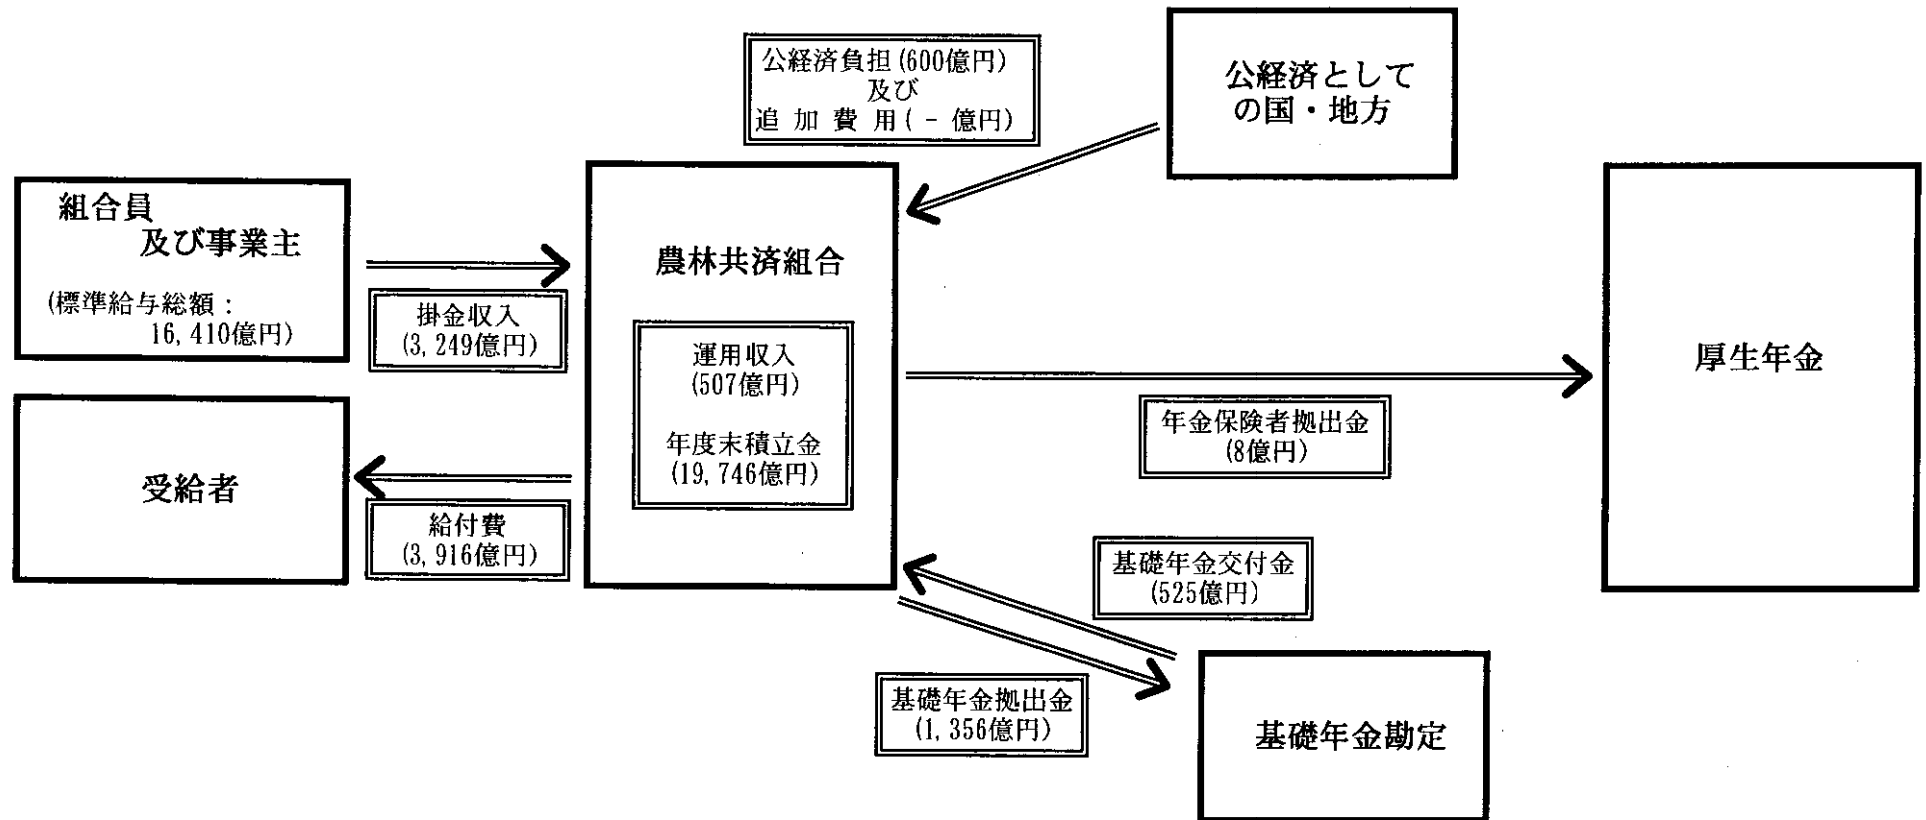 公経済負担(600億円)
及び
追 加 費 用( - 億円)
公経済として
の国・地方
組合員
及び事業主
(標準給与総額:
16,410億円)
掛金収入
(3,249億円)
農林共済組合
運用収入
(507億円)
年度末積立金
(19,746億円)
厚生年金
年金保険者拠出金
(8億円)
受給者
給付費
(3,916億円)
基礎年金交付金
(525億円)
基礎年金拠出金
(1,356億円)
基礎年金勘定